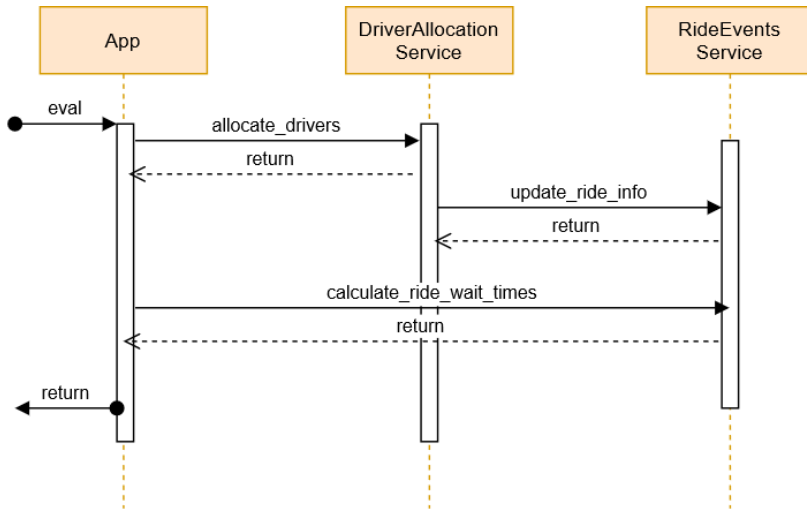 App
DriverAllocation
Service
RideEvents
Service
eval
allocate_drivers
return
update_ride_info
return
calculate_ride_wait_times
return
return